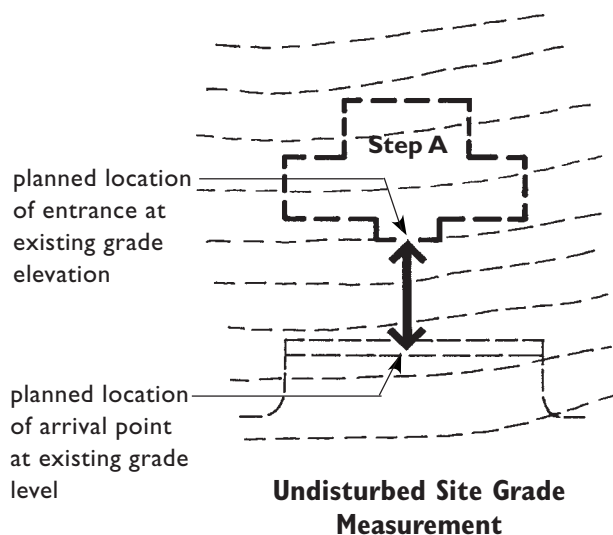 Step A
planned location
of entrance at
existing grade
elevation
planned location
of arrival point
at existing grade
level
Undisturbed Site Grade
Measurement